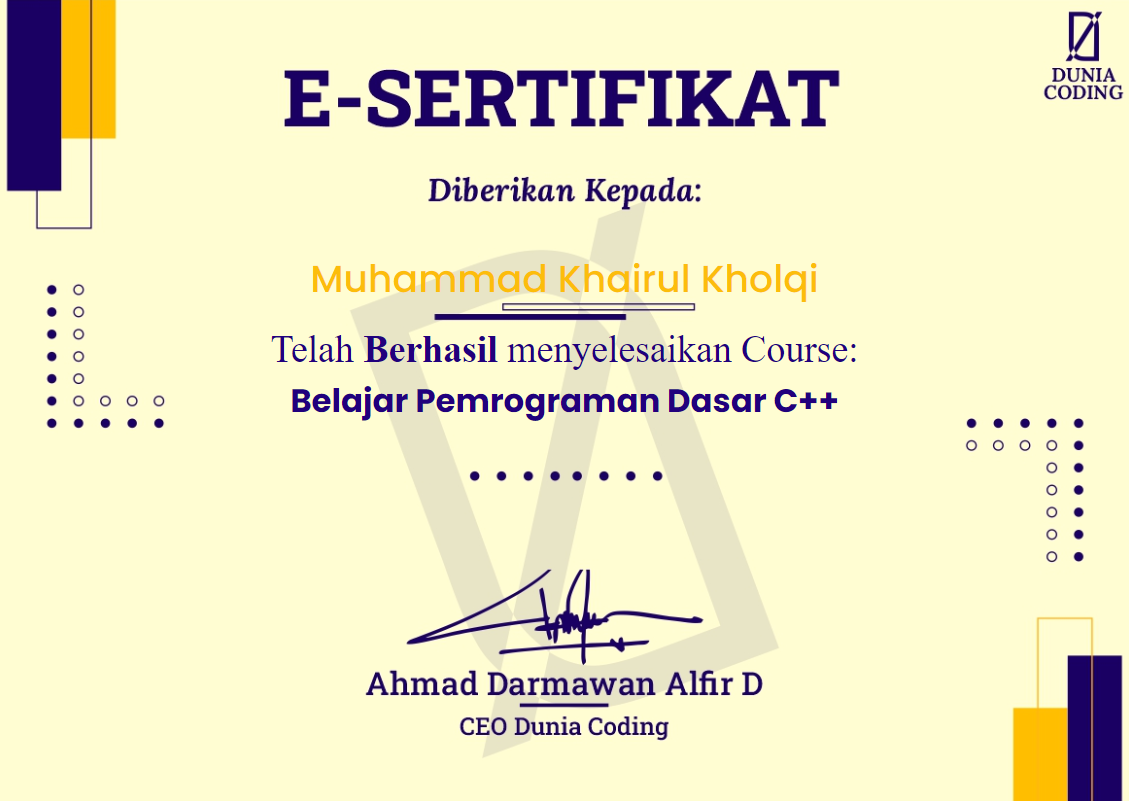 DUNIA
CODING
E-SERTIFIKAT
Diberikan Kepada:
Muhammad Khairul Kholqi
Telah Berhasil menyelesaikan Course:
Belajar Pemrograman Dasar C++
Ahmad Darmawan Alfir D
CEO Dunia Coding